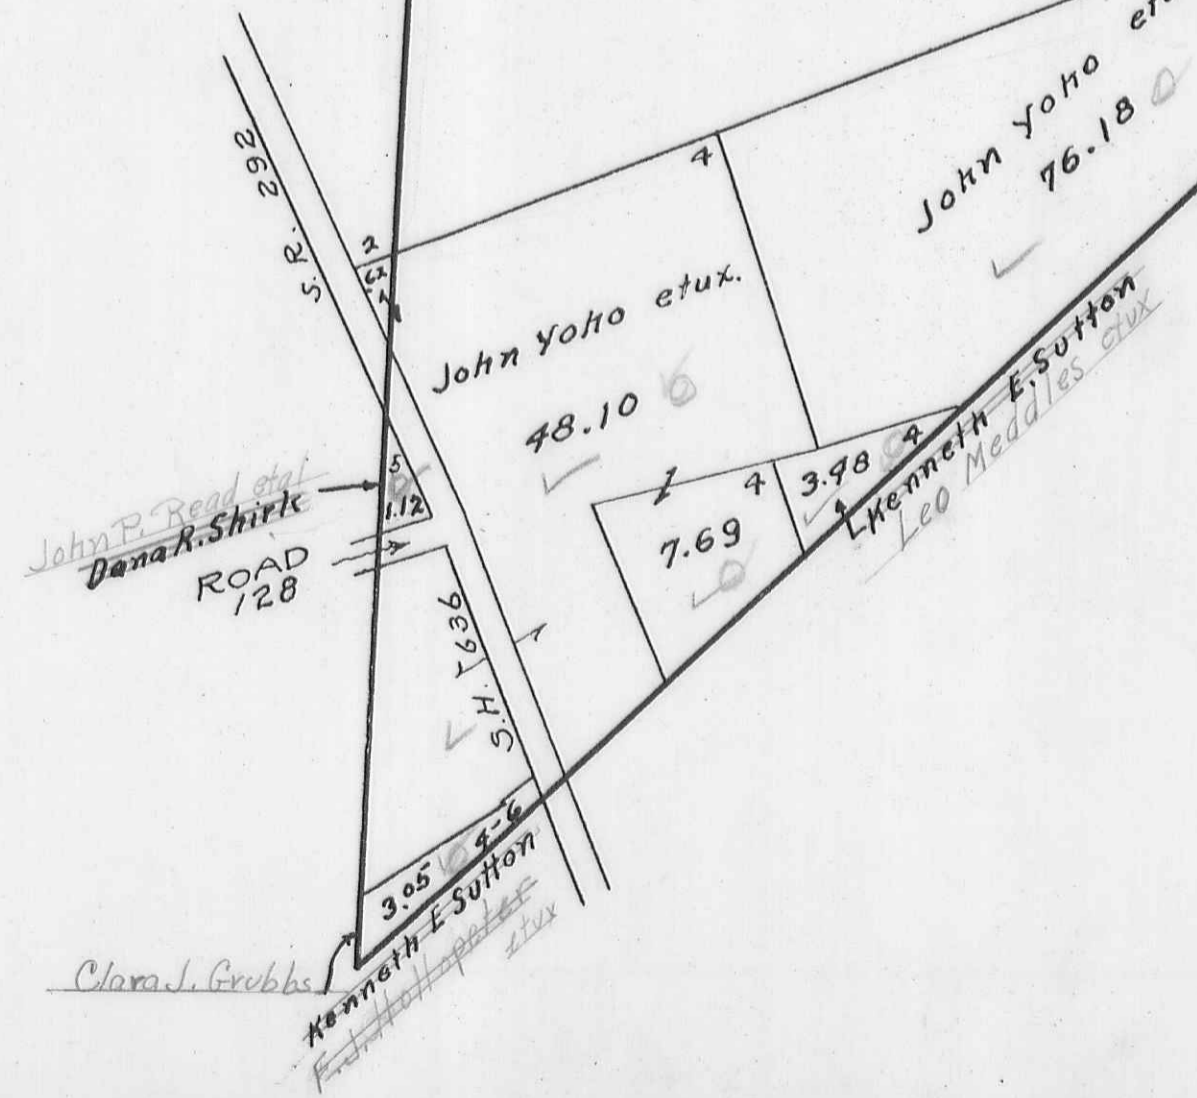 et
John Yoho
76.18
292
S. R.
4
2
.62
John Yoho etux.
48.10
Kenneth E. Sutton
Leo Meddles etux
5
1.12
John P. Read etal
Dana R. Shirk
ROAD
128
1
4
3.48
4
7.69
S.H. 636
3.05
4-6
Kenneth E Sutton
F. J. Hollopeter
etux
Clara J. Grubbs